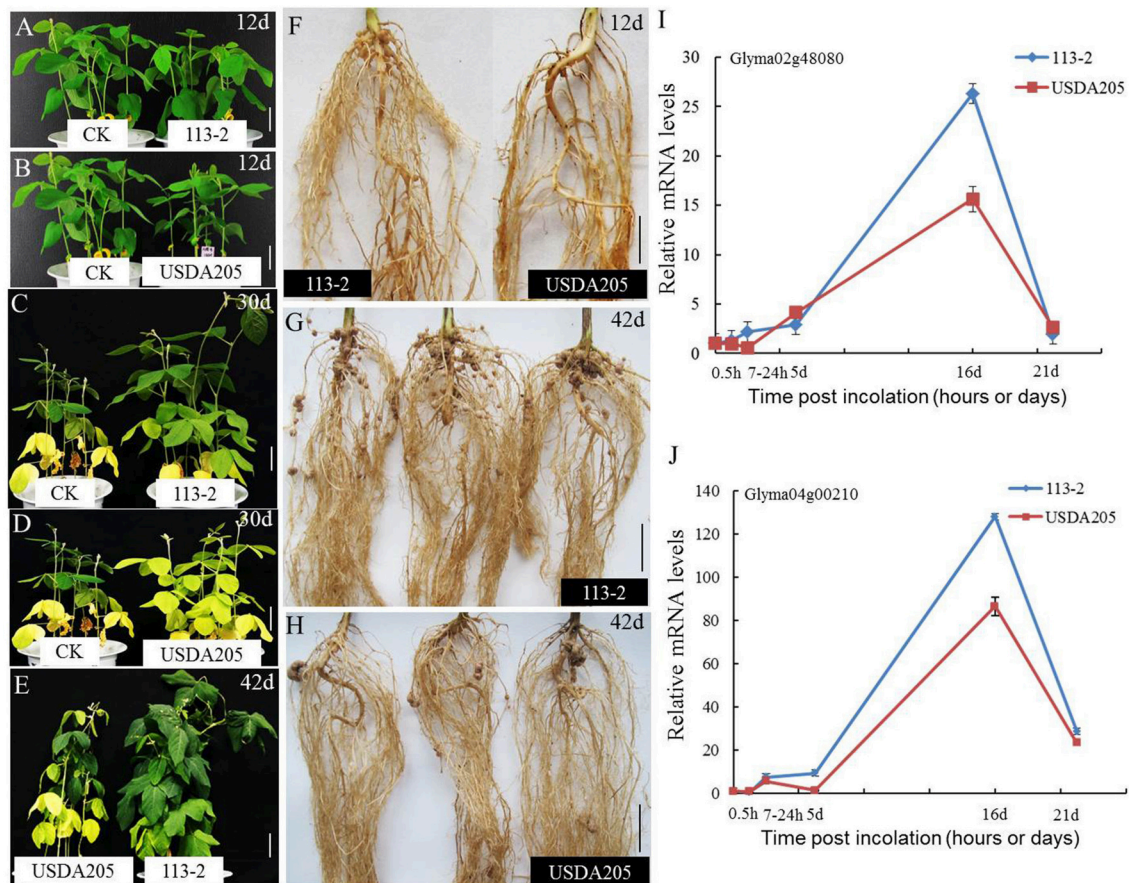 A
12d
CK
113-2
B
12d
CK
USDA205
C
30d
CK
113-2
D
30d
CK
USDA205
E
42d
USDA205
113-2
F
12d
113-2
USDA205
G
42d
113-2
H
42d
USDA205
I
Glyma02g48080
113-2
USDA205
Relative mRNA levels
30
25
20
15
10
5
0
0.5h 7-24h 5d 16d 21d
Time post incolation (hours or days)
J
Glyma04g00210
113-2
USDA205
Relative mRNA levels
140
120
100
80
60
40
20
0
0.5h 7-24h 5d 16d 21d
Time post incolation (hours or days)